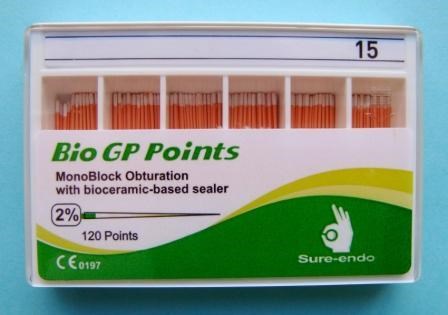 15
Bio GP Points
MonoBlock Obturation
with bioceramic-based sealer
2%
120 Points
CE 0197
Sure-endo